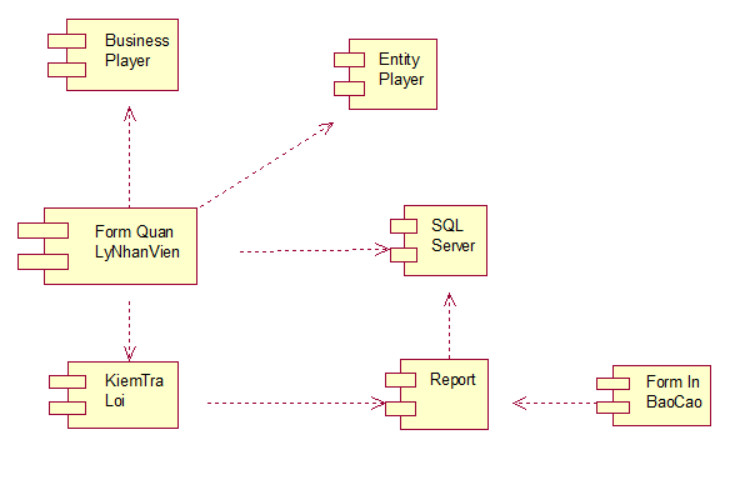 Business
Player
Entity
Player
Form Quan
LyNhanVien
SQL
Server
KiemTra
Loi
Report
Form In
BaoCao